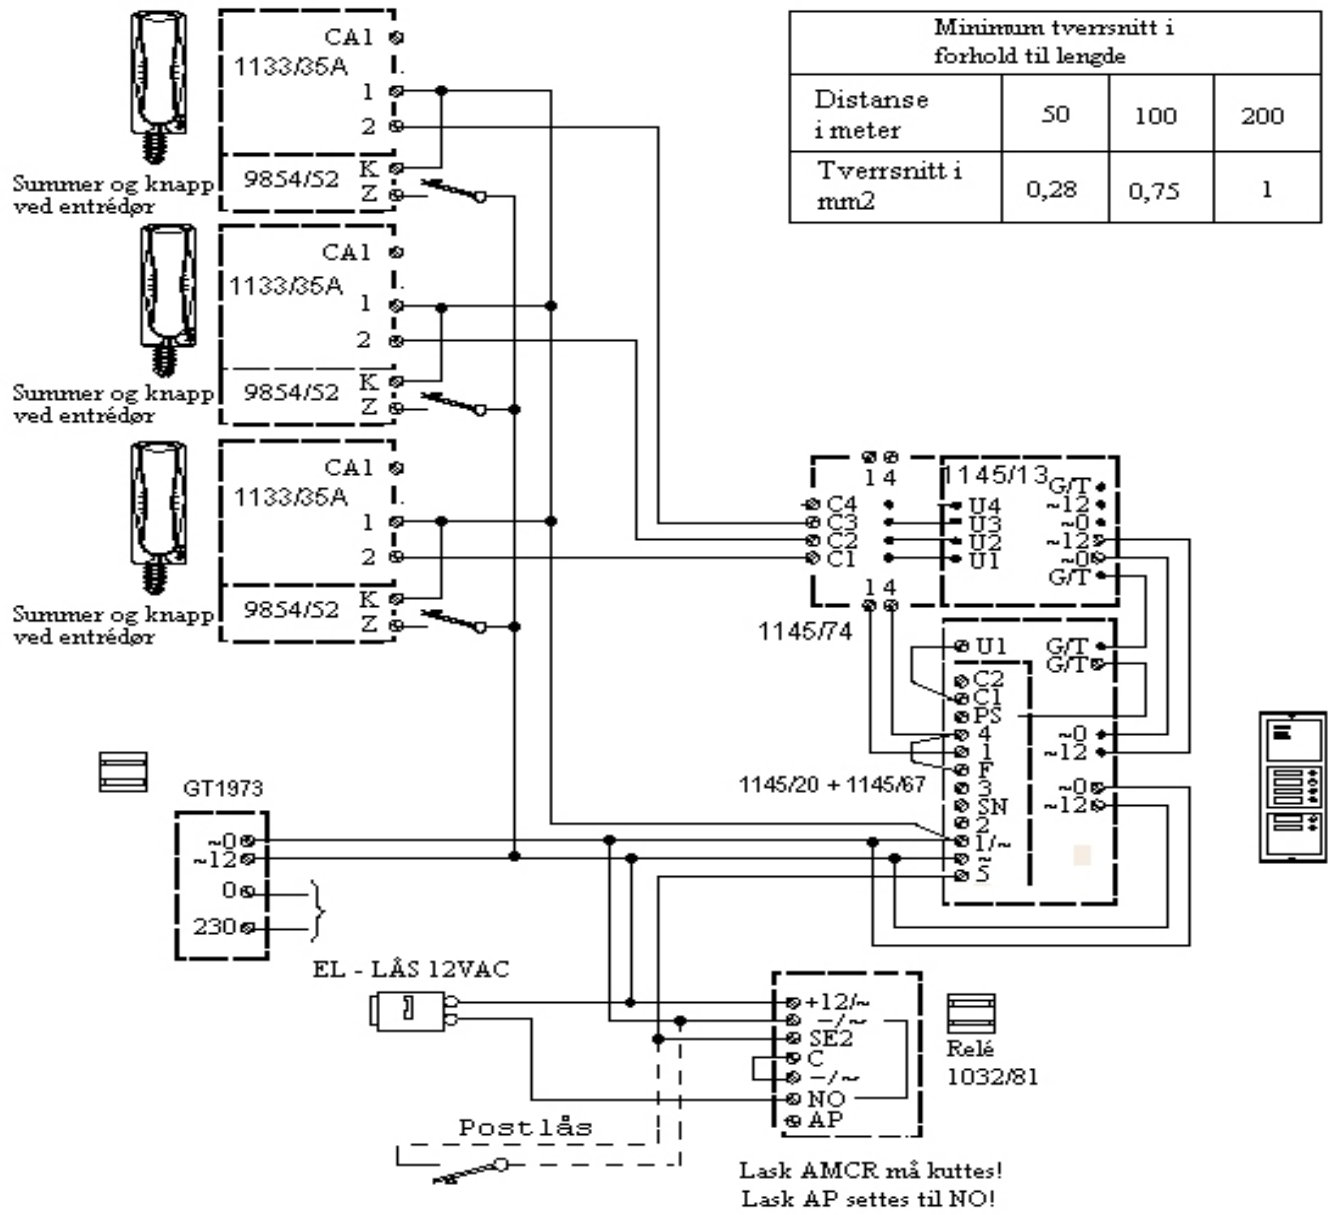 CA1
1133/35A
1
2
K
9854/52
Z
Summer og knapp
ved entrédør
CA1
1133/35A
1
2
K
9854/52
Z
Summer og knapp
ved entrédør
CA1
1133/35A
1
2
K
9854/52
Z
Summer og knapp
ved entrédør
Minimum tverrsnitt i
forhold til lengde
Distanse
i meter
50
100
200
Tverrsnitt i
mm2
0,28
0,75
1
1 4
C4
C3
C2
C1
1 4
1145/74
1145/13
U4
U3
U2
U1
G/T
~12
~0
~12
~0
G/T
U1
C2
C1
PS
4
1
F
3
SN
2
1/~
~
5
G/T
G/T
~0
~12
~0
~12
1145/20 + 1145/67
GT1973
~0
~12
0
230
EL - LÅS 12VAC
+12/~
-/~
SE2
C
-/~
NO
AP
Relé
1032/81
Postlås
Lask AMCR må kuttes!
Lask AP settes til NO!